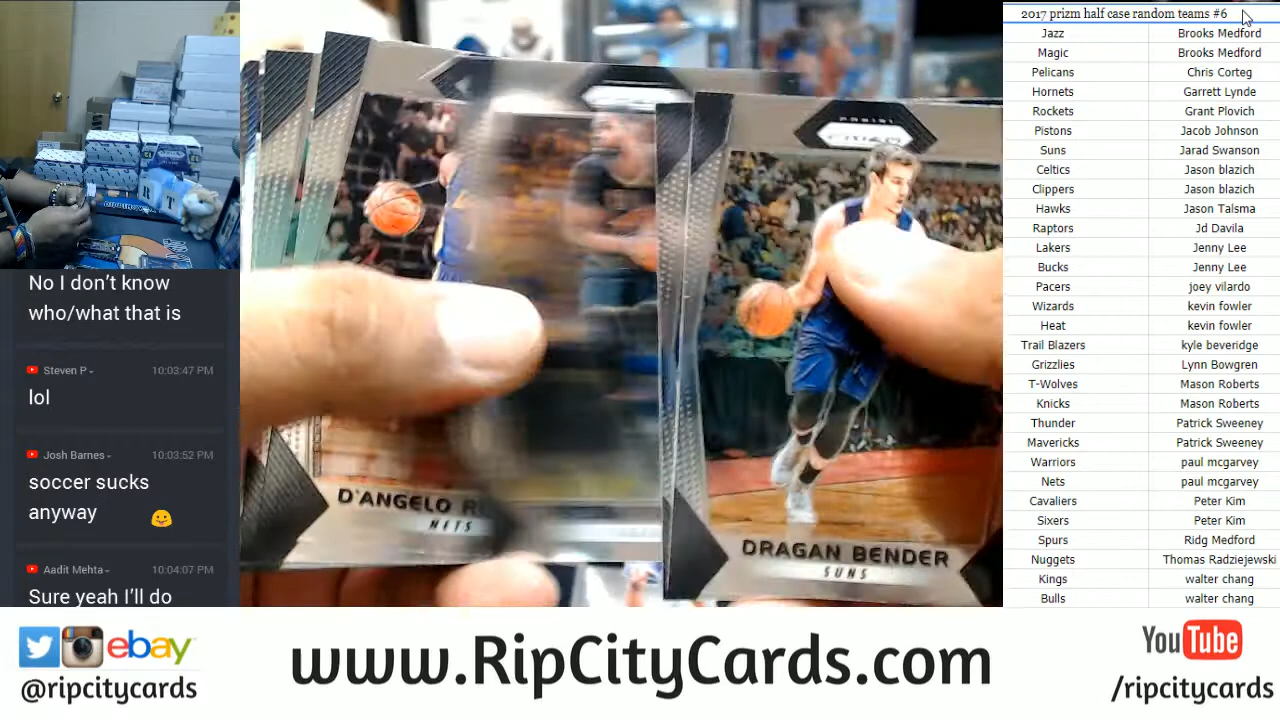 No I don't know
who/what that is
Steven P 10:03:47 PM
lol
Josh Barnes 10:03:52 PM
soccer sucks
anyway
Aadit Mehta 10:04:07 PM
Sure yeah I'll do
PANINI
PRIZM
D'ANGELO
NETS
DRAGAN BENDER
SUNS
2017 prizm half case random teams #6
Jazz Brooks Medford
Magic Brooks Medford
Pelicans Chris Corteg
Hornets Garrett Lynde
Rockets Grant Plovich
Pistons Jacob Johnson
Suns Jarad Swanson
Celtics Jason blazich
Clippers Jason blazich
Hawks Jason Talsma
Raptors Jd Davila
Lakers Jenny Lee
Bucks Jenny Lee
Pacers joey vilardo
Wizards kevin fowler
Heat kevin fowler
Trail Blazers kyle beveridge
Grizzlies Lynn Bowgren
T-Wolves Mason Roberts
Knicks Mason Roberts
Thunder Patrick Sweeney
Mavericks Patrick Sweeney
Warriors paul mcgarvey
Nets paul mcgarvey
Cavaliers Peter Kim
Sixers Peter Kim
Spurs Ridg Medford
Nuggets Thomas Radziejewski
Kings walter chang
Bulls walter chang
ebay
@ripcitycards
www.RipCityCards.com
YouTube
/ripcitycards